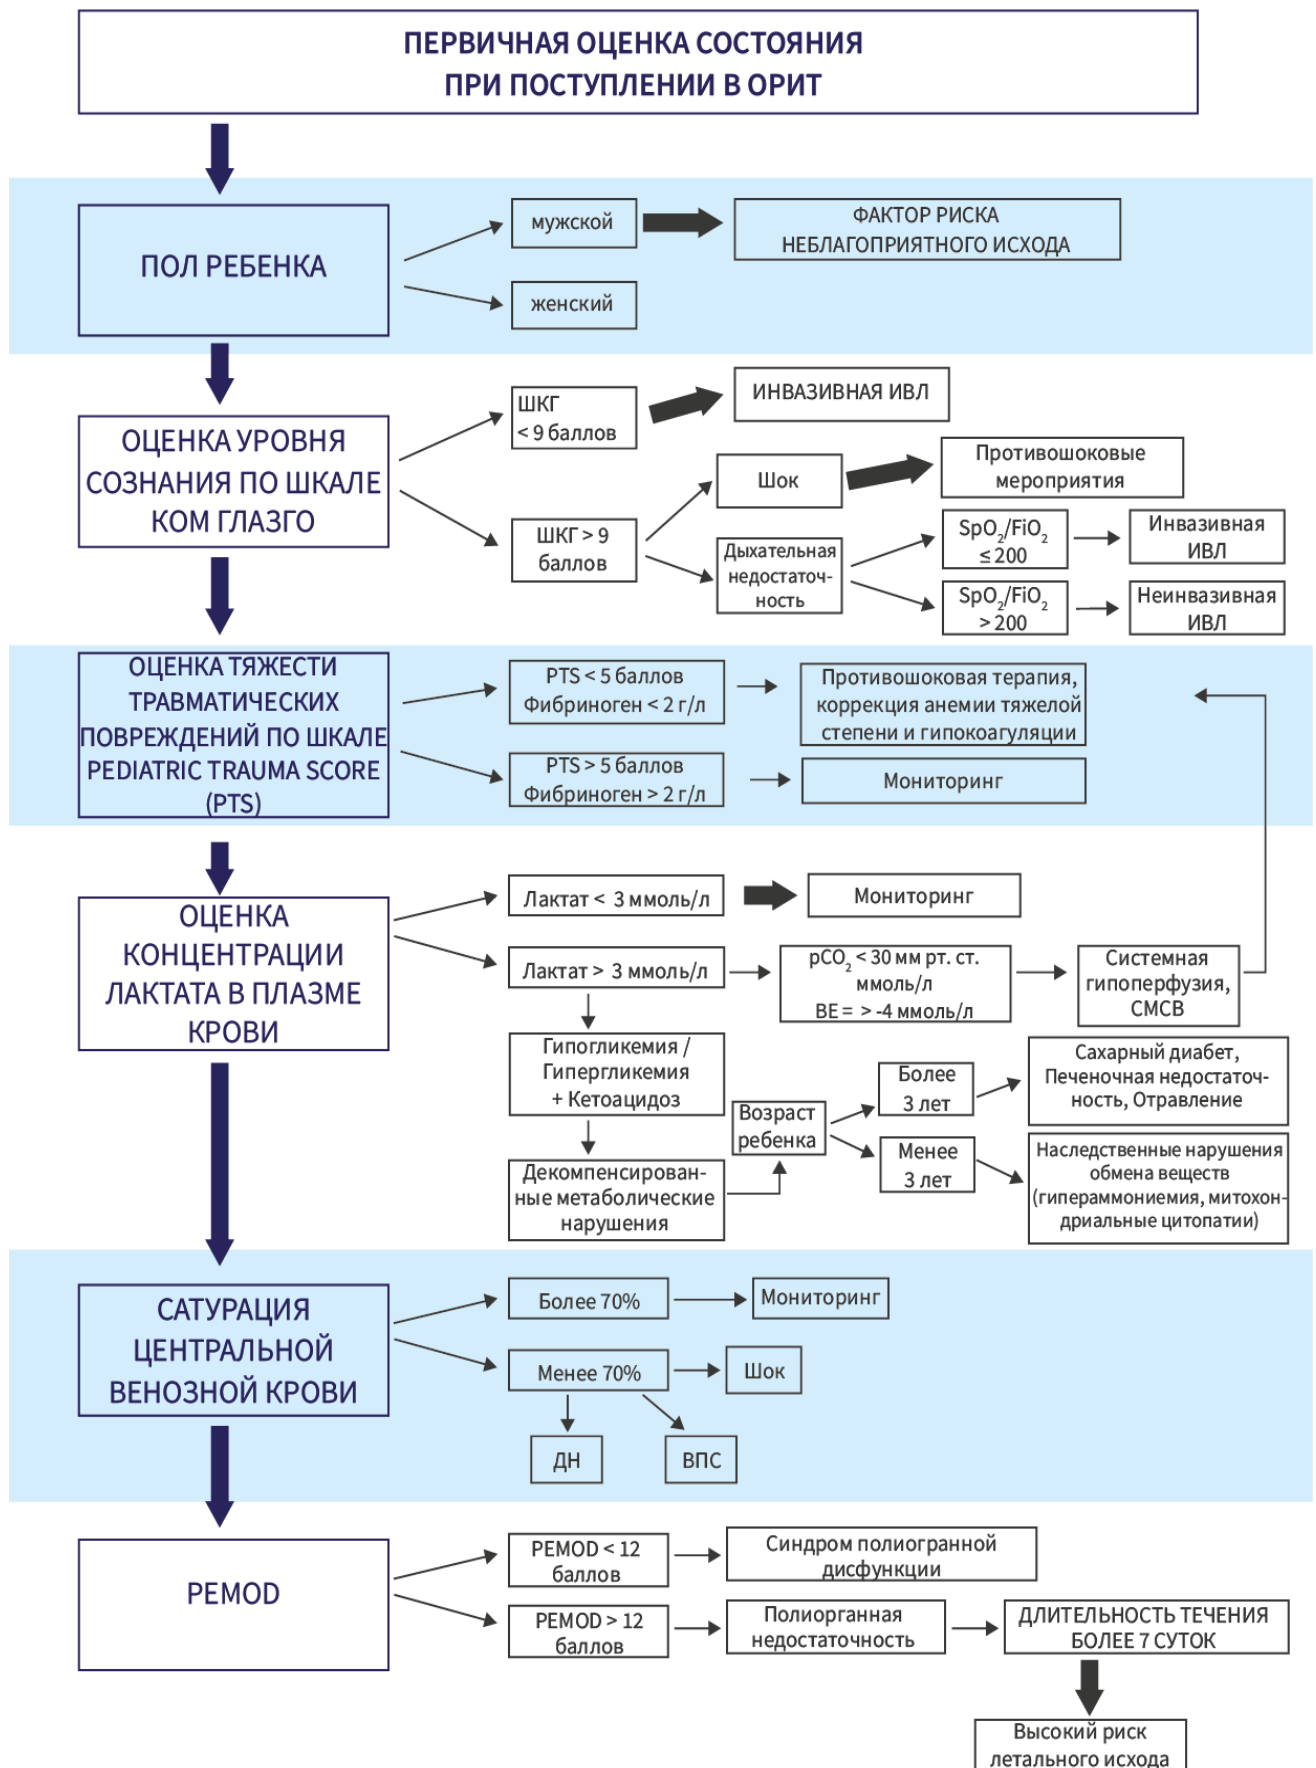 ПЕРВИЧНАЯ ОЦЕНКА СОСТОЯНИЯ
ПРИ ПОСТУПЛЕНИИ В ОРИТ
ПОЛ РЕБЕНКА
мужской
ФАКТОР РИСКА
НЕБЛАГОПРИЯТНОГО ИСХОДА
женский
ОЦЕНКА УРОВНЯ
СОЗНАНИЯ ПО ШКАЛЕ
КОМ ГЛАЗГО
ШКГ
< 9 баллов
ИНВАЗИВНАЯ ИВЛ
ШКГ > 9
баллов
Шок
Противошоковые
мероприятия
Дыхательная
недостаточ-
ность
SpO₂/FiO₂
≤ 200
Инвазивная
ИВЛ
SpO₂/FiO₂
> 200
Неинвазивная
ИВЛ
ОЦЕНКА ТЯЖЕСТИ
ТРАВМАТИЧЕСКИХ
ПОВРЕЖДЕНИЙ ПО ШКАЛЕ
PEDIATRIC TRAUMA SCORE
(PTS)
PTS < 5 баллов
Фибриноген < 2 г/л
Противошоковая терапия,
коррекция анемии тяжелой
степени и гипокоагуляции
PTS > 5 баллов
Фибриноген > 2 г/л
Мониторинг
ОЦЕНКА
КОНЦЕНТРАЦИИ
ЛАКТАТА В ПЛАЗМЕ
КРОВИ
Лактат < 3 ммоль/л
Мониторинг
Лактат > 3 ммоль/л
pCO₂ < 30 мм рт. ст.
ммоль/л
BE = > -4 ммоль/л
Системная
гипоперфузия,
СМСВ
Гипогликемия /
Гипергликемия
+ Кетоацидоз
Декомпенсирован-
ные метаболические
нарушения
Возраст
ребенка
Более
3 лет
Сахарный диабет,
Печеночная недостаточ-
ность, Отравление
Менее
3 лет
Наследственные нарушения
обмена веществ
(гипераммониемия, митохон-
дриальные цитопатии)
САТУРАЦИЯ
ЦЕНТРАЛЬНОЙ
ВЕНОЗНОЙ КРОВИ
Более 70%
Мониторинг
Менее 70%
Шок
ДН
ВПС
PEMOD
PEMOD < 12
баллов
Синдром полиогранной
дисфункции
PEMOD > 12
баллов
Полиорганная
недостаточность
ДЛИТЕЛЬНОСТЬ ТЕЧЕНИЯ
БОЛЕЕ 7 СУТОК
Высокий риск
летального исхода